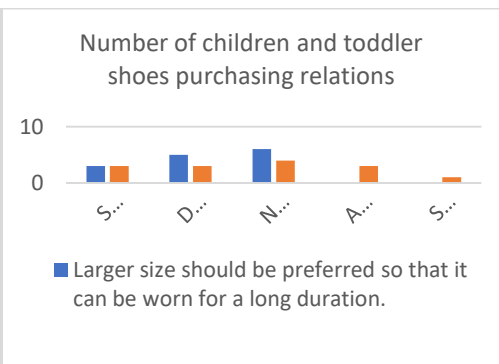 Number of children and toddler
shoes purchasing relations
10
0
S...
D...
N...
A...
S...
Larger size should be preferred so that it
can be worn for a long duration.